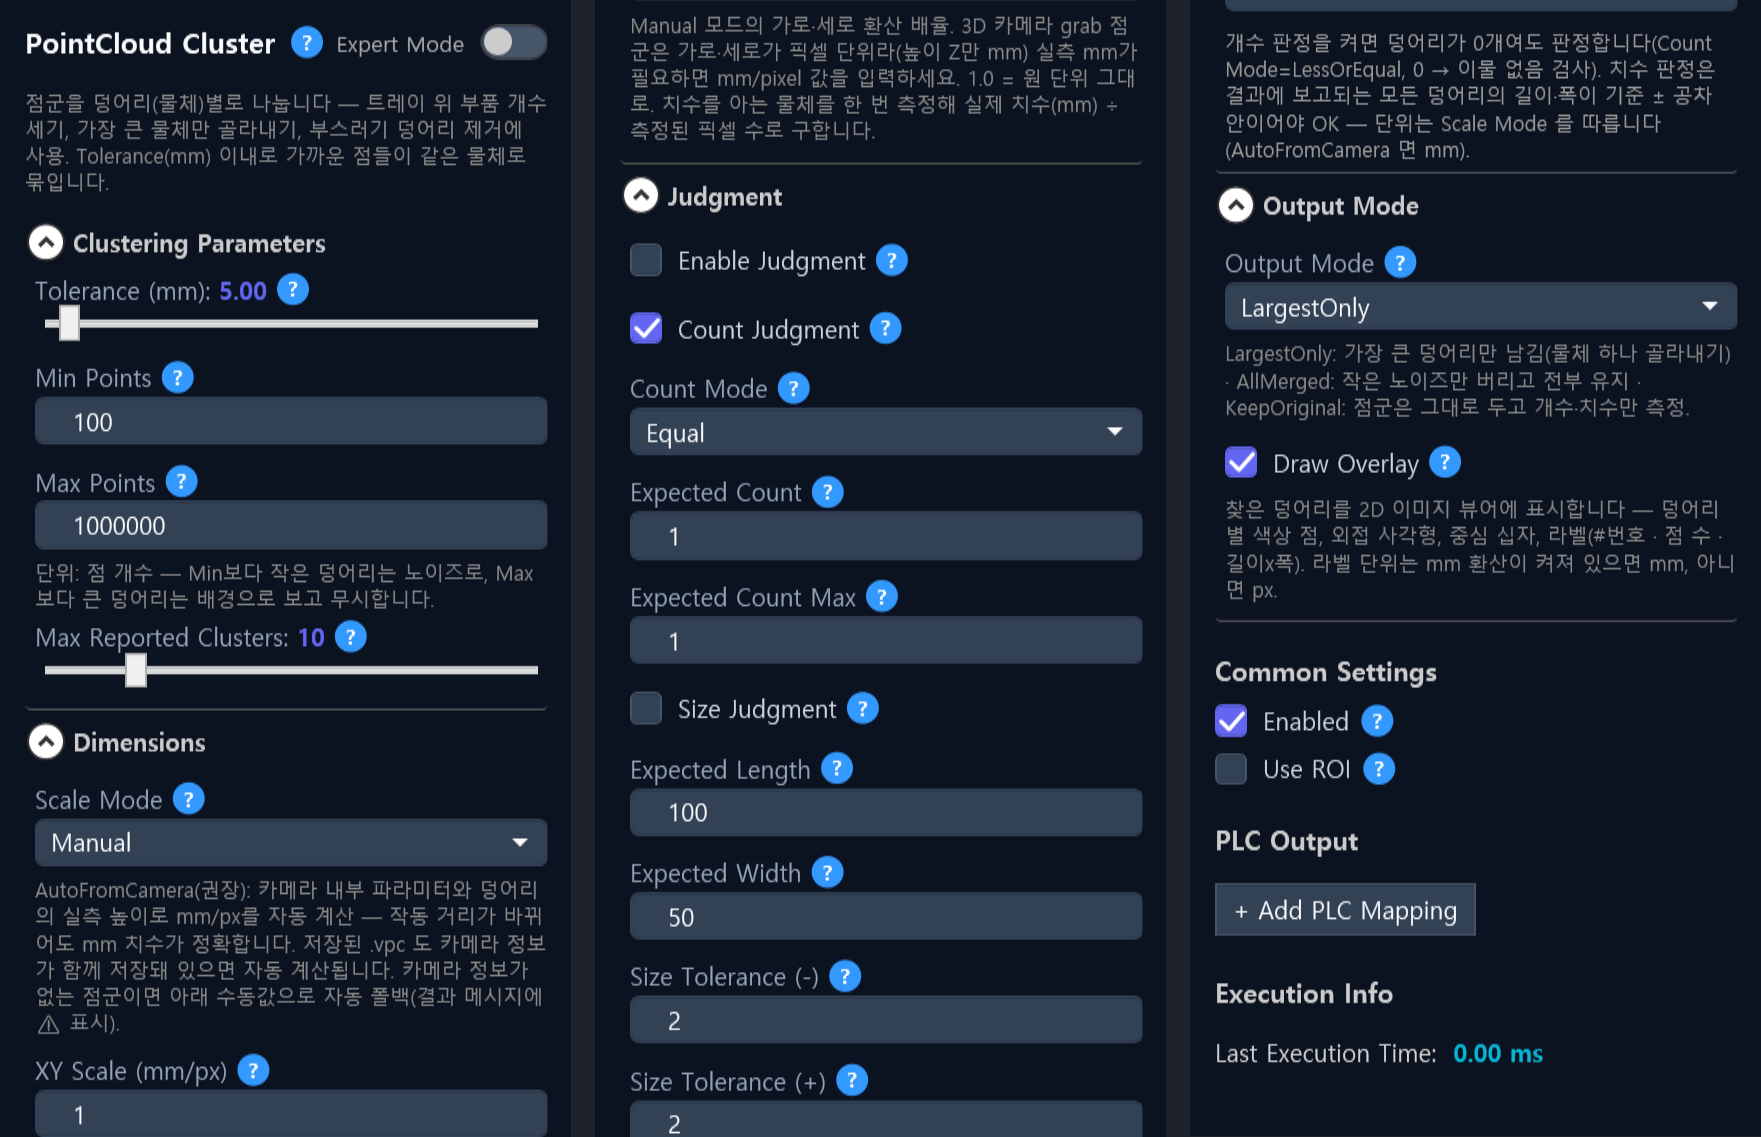 PointCloud Cluster ? Expert Mode
점군을 덩어리(물체)별로 나눕니다 — 트레이 위 부품 개수
세기, 가장 큰 물체만 골라내기, 부스러기 덩어리 제거에
사용. Tolerance(mm) 이내로 가까운 점들이 같은 물체로
묶입니다.
Clustering Parameters
Tolerance (mm): 5.00 ?
Min Points ?
100
Max Points ?
1000000
단위: 점 개수 — Min보다 작은 덩어리는 노이즈로, Max
보다 큰 덩어리는 배경으로 보고 무시합니다.
Max Reported Clusters: 10 ?
Dimensions
Scale Mode ?
Manual
AutoFromCamera(권장): 카메라 내부 파라미터와 덩어리
의 실측 높이로 mm/px를 자동 계산 — 작동 거리가 바뀌
어도 mm 치수가 정확합니다. 저장된 .vpc 도 카메라 정보
가 함께 저장돼 있으면 자동 계산됩니다. 카메라 정보가
없는 점군이면 아래 수동값으로 자동 폴백(결과 메시지에
⚠ 표시).
XY Scale (mm/px) ?
1
Manual 모드의 가로·세로 환산 배율. 3D 카메라 grab 점
군은 가로·세로가 픽셀 단위라(높이 Z만 mm) 실측 mm가
필요하면 mm/pixel 값을 입력하세요. 1.0 = 원 단위 그대
로. 치수를 아는 물체를 한 번 측정해 실제 치수(mm) ÷
측정된 픽셀 수로 구합니다.
Judgment
Enable Judgment ?
Count Judgment ?
Count Mode ?
Equal
Expected Count ?
1
Expected Count Max ?
1
Size Judgment ?
Expected Length ?
100
Expected Width ?
50
Size Tolerance (-) ?
2
Size Tolerance (+) ?
2
개수 판정을 켜면 덩어리가 0개여도 판정합니다(Count
Mode=LessOrEqual, 0 → 이물 없음 검사). 치수 판정은
결과에 보고되는 모든 덩어리의 길이·폭이 기준 ± 공차
안이어야 OK — 단위는 Scale Mode 를 따릅니다
(AutoFromCamera 면 mm).
Output Mode
Output Mode ?
LargestOnly
LargestOnly: 가장 큰 덩어리만 남김(물체 하나 골라내기)
· AllMerged: 작은 노이즈만 버리고 전부 유지 ·
KeepOriginal: 점군은 그대로 두고 개수·치수만 측정.
Draw Overlay ?
찾은 덩어리를 2D 이미지 뷰어에 표시합니다 — 덩어리
별 색상 점, 외접 사각형, 중심 십자, 라벨(#번호 · 점 수 ·
길이x폭). 라벨 단위는 mm 환산이 켜져 있으면 mm, 아니
면 px.
Common Settings
Enabled ?
Use ROI ?
PLC Output
+ Add PLC Mapping
Execution Info
Last Execution Time: 0.00 ms